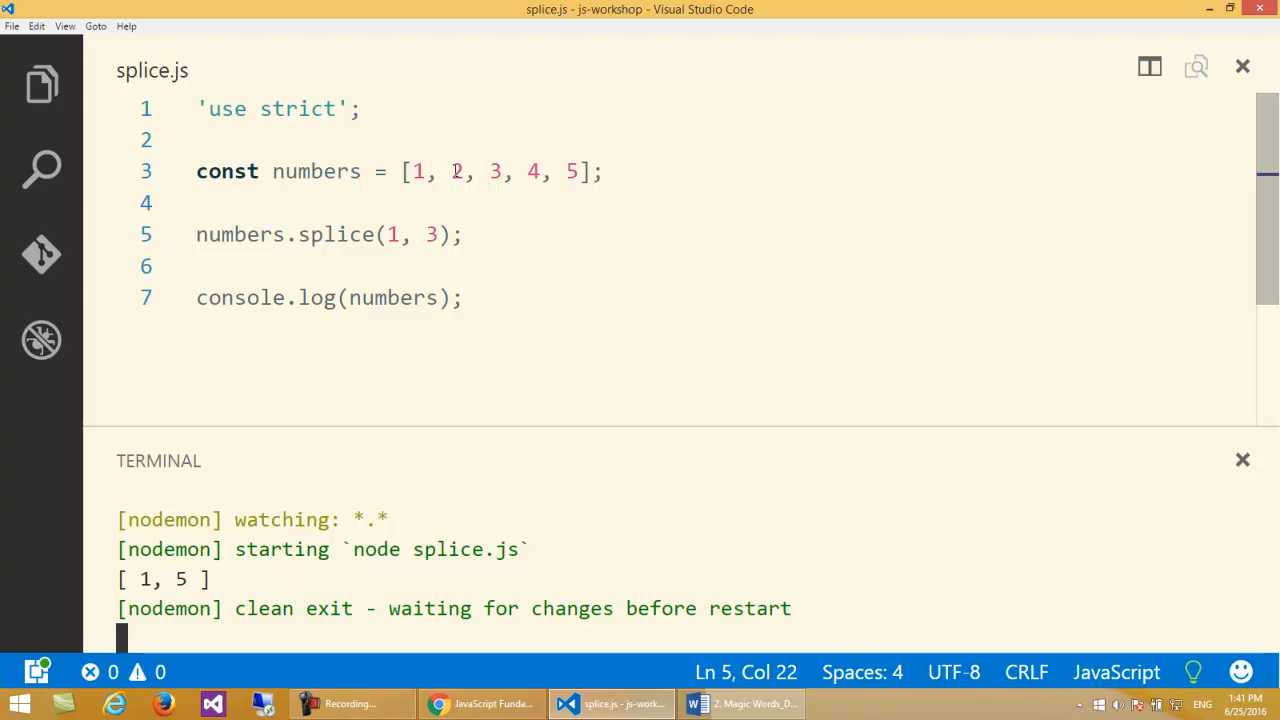 splice.js - js-workshop - Visual Studio Code
File Edit View Goto Help
splice.js
1 'use strict';
2
3 const numbers = [1, 2, 3, 4, 5];
4
5 numbers.splice(1, 3);
6
7 console.log(numbers);
TERMINAL
[nodemon] watching: *.*
[nodemon] starting `node splice.js`
[ 1, 5 ]
[nodemon] clean exit - waiting for changes before restart
0 0 Ln 5, Col 22 Spaces: 4 UTF-8 CRLF JavaScript
Recording... JavaScript Funda... splice.js - js-work... 2. Magic Words_D... ENG 1:41 PM
6/25/2016